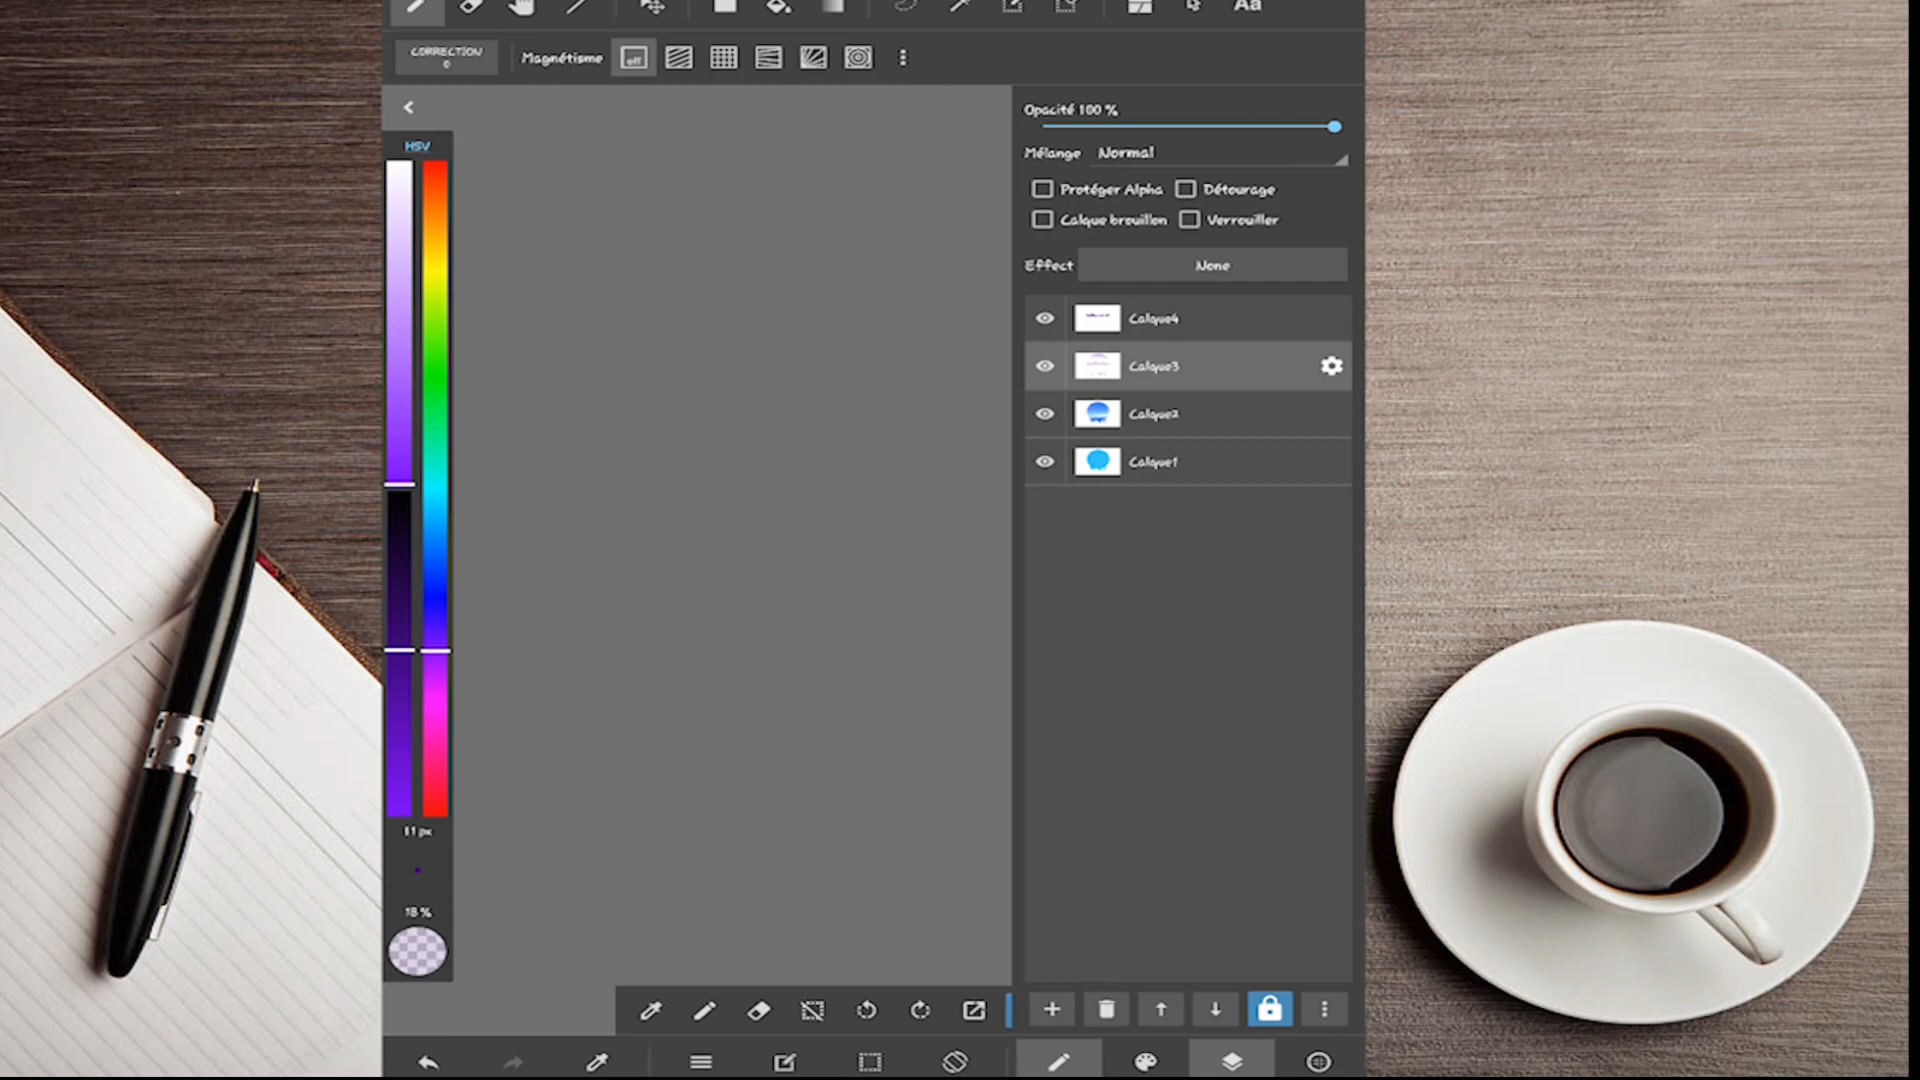 Aa
CORRECTION
0
Magnétisme
off
HSV
Opacité 100 %
Mélange Normal
Protéger Alpha
Détourage
Calque brouillon
Verrouiller
Effect None
Calque4
Calque3
Calque2
Calque1
11 px
18 %